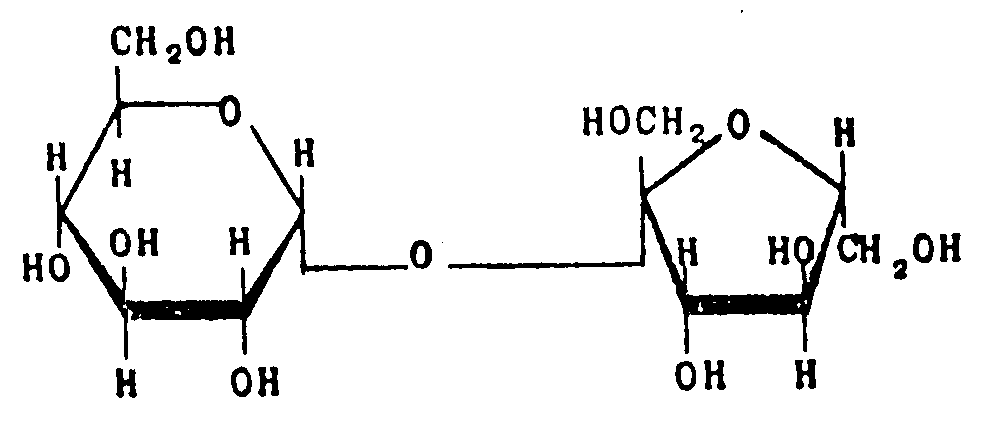 CH₂OH
O
HOCH₂ O H
H H H
OH H
HO
O
H HO CH₂OH
H OH OH H